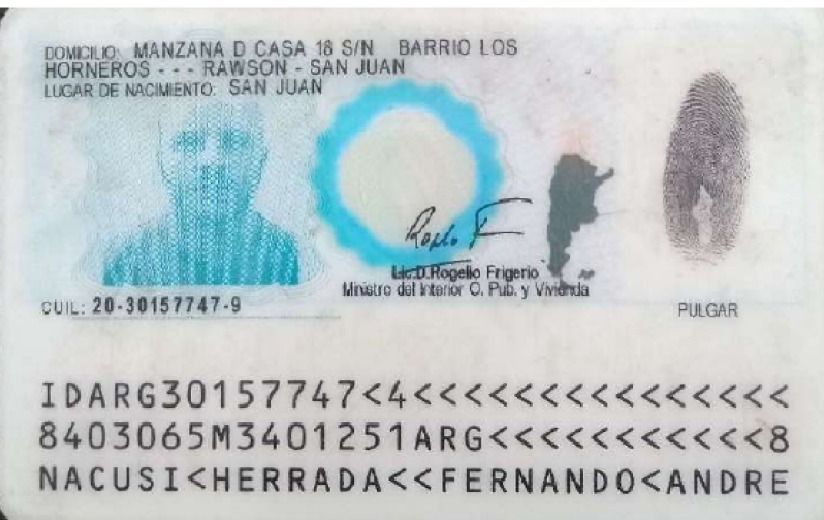 DOMICILIO: MANZANA D CASA 18 S/N BARRIO LOS
HORNEROS - - - RAWSON - SAN JUAN
LUGAR DE NACIMIENTO: SAN JUAN
Lic.D.Rogelio Frigerio
Ministro del Interior O. Pub. y Vivienda
CUIL: 20-30157747-9
PULGAR
IDARG30157747<4<<<<<<<<<<<<<<<
8403065M3401251ARG<<<<<<<<<<<8
NACUSI<HERRADA<<FERNANDO<ANDRE